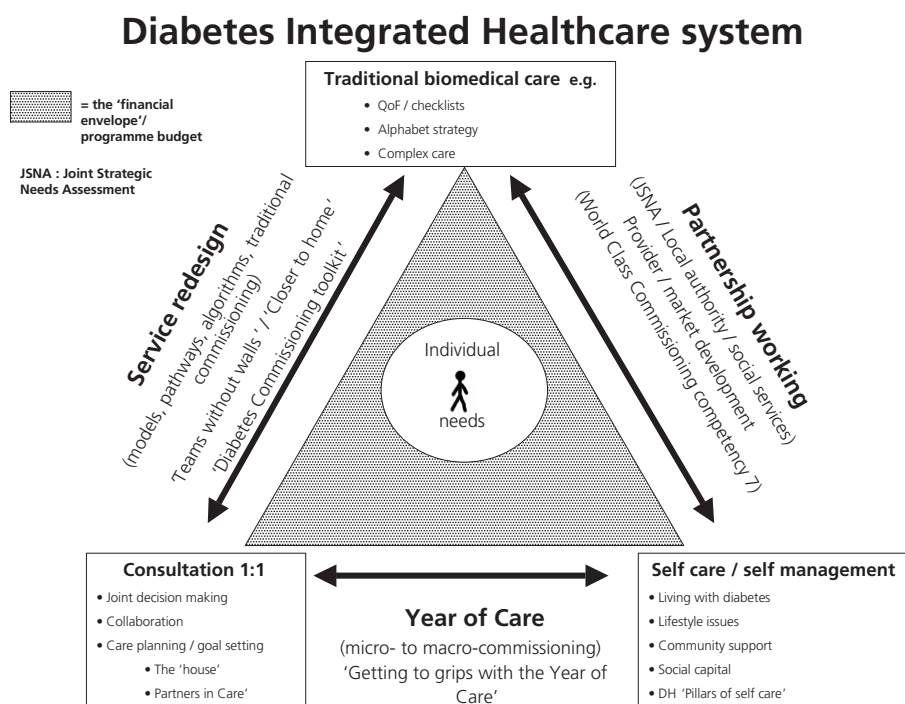 Diabetes Integrated Healthcare system
Traditional biomedical care e.g.
• QoF / checklists
• Alphabet strategy
• Complex care
= the ‘financial
envelope’/
programme budget
JSNA : Joint Strategic
Needs Assessment
Service redesign
(models, pathways, algorithms, traditional
commissioning)
‘Teams without walls ’ / ‘Closer to home’
‘Diabetes Commissioning toolkit ’
Partnership working
(JSNA / Local authority / social services)
Provider / market development
(World Class Commissioning competency 7)
Individual
needs
Consultation 1:1
• Joint decision making
• Collaboration
• Care planning / goal setting
• The ‘house’
• Partners in Care’
Year of Care
(micro- to macro-commissioning)
‘Getting to grips with the Year of
Care’
Self care / self management
• Living with diabetes
• Lifestyle issues
• Community support
• Social capital
• DH ‘Pillars of self care’